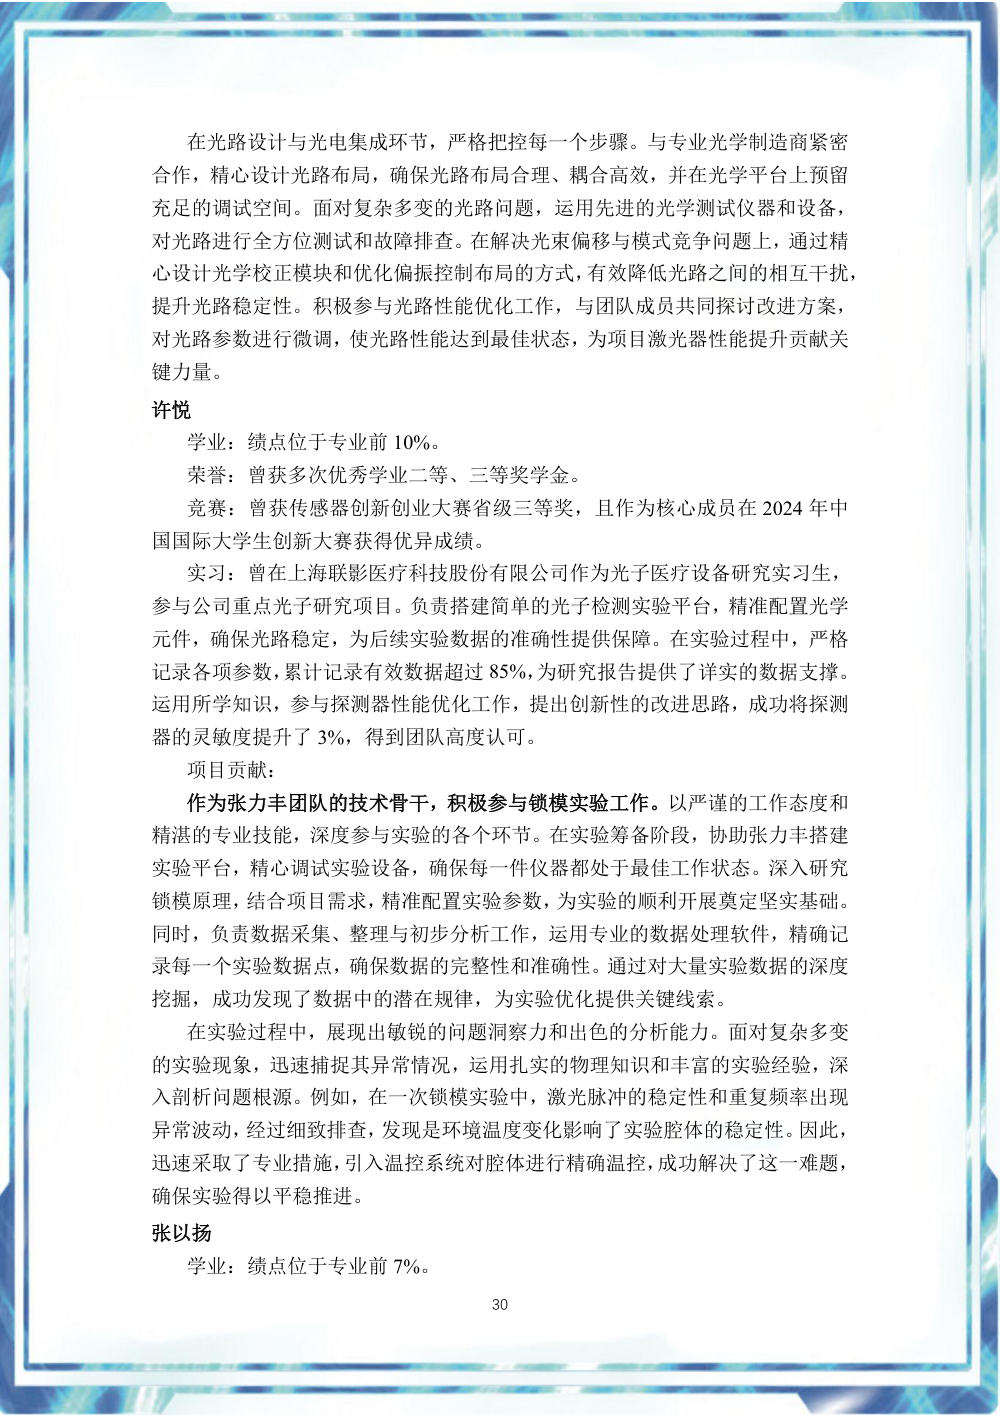 在光路设计与光电集成环节，严格把控每一个步骤。与专业光学制造商紧密
合作，精心设计光路布局，确保光路布局合理、耦合高效，并在光学平台上预留
充足的调试空间。面对复杂多变的光路问题，运用先进的光学测试仪器和设备，
对光路进行全方位测试和故障排查。在解决光束偏移与模式竞争问题上，通过精
心设计光学校正模块和优化偏振控制布局的方式，有效降低光路之间的相互干扰，
提升光路稳定性。积极参与光路性能优化工作，与团队成员共同探讨改进方案，
对光路参数进行微调，使光路性能达到最佳状态，为项目激光器性能提升贡献关
键力量。
许悦
学业：绩点位于专业前 10%。
荣誉：曾获多次优秀学业二等、三等奖学金。
竞赛：曾获传感器创新创业大赛省级三等奖，且作为核心成员在 2024 年中
国国际大学生创新大赛获得优异成绩。
实习：曾在上海联影医疗科技股份有限公司作为光子医疗设备研究实习生，
参与公司重点光子研究项目。负责搭建简单的光子检测实验平台，精准配置光学
元件，确保光路稳定，为后续实验数据的准确性提供保障。在实验过程中，严格
记录各项参数，累计记录有效数据超过 85%，为研究报告提供了详实的数据支撑。
运用所学知识，参与探测器性能优化工作，提出创新性的改进思路，成功将探测
器的灵敏度提升了 3%，得到团队高度认可。
项目贡献：
作为张力丰团队的技术骨干，积极参与锁模实验工作。以严谨的工作态度和
精湛的专业技能，深度参与实验的各个环节。在实验筹备阶段，协助张力丰搭建
实验平台，精心调试实验设备，确保每一件仪器都处于最佳工作状态。深入研究
锁模原理，结合项目需求，精准配置实验参数，为实验的顺利开展奠定坚实基础。
同时，负责数据采集、整理与初步分析工作，运用专业的数据处理软件，精确记
录每一个实验数据点，确保数据的完整性和准确性。通过对大量实验数据的深度
挖掘，成功发现了数据中的潜在规律，为实验优化提供关键线索。
在实验过程中，展现出敏锐的问题洞察力和出色的分析能力。面对复杂多变
的实验现象，迅速捕捉其异常情况，运用扎实的物理知识和丰富的实验经验，深
入剖析问题根源。例如，在一次锁模实验中，激光脉冲的稳定性和重复频率出现
异常波动，经过细致排查，发现是环境温度变化影响了实验腔体的稳定性。因此，
迅速采取了专业措施，引入温控系统对腔体进行精确温控，成功解决了这一难题，
确保实验得以平稳推进。
张以扬
学业：绩点位于专业前 7%。
30